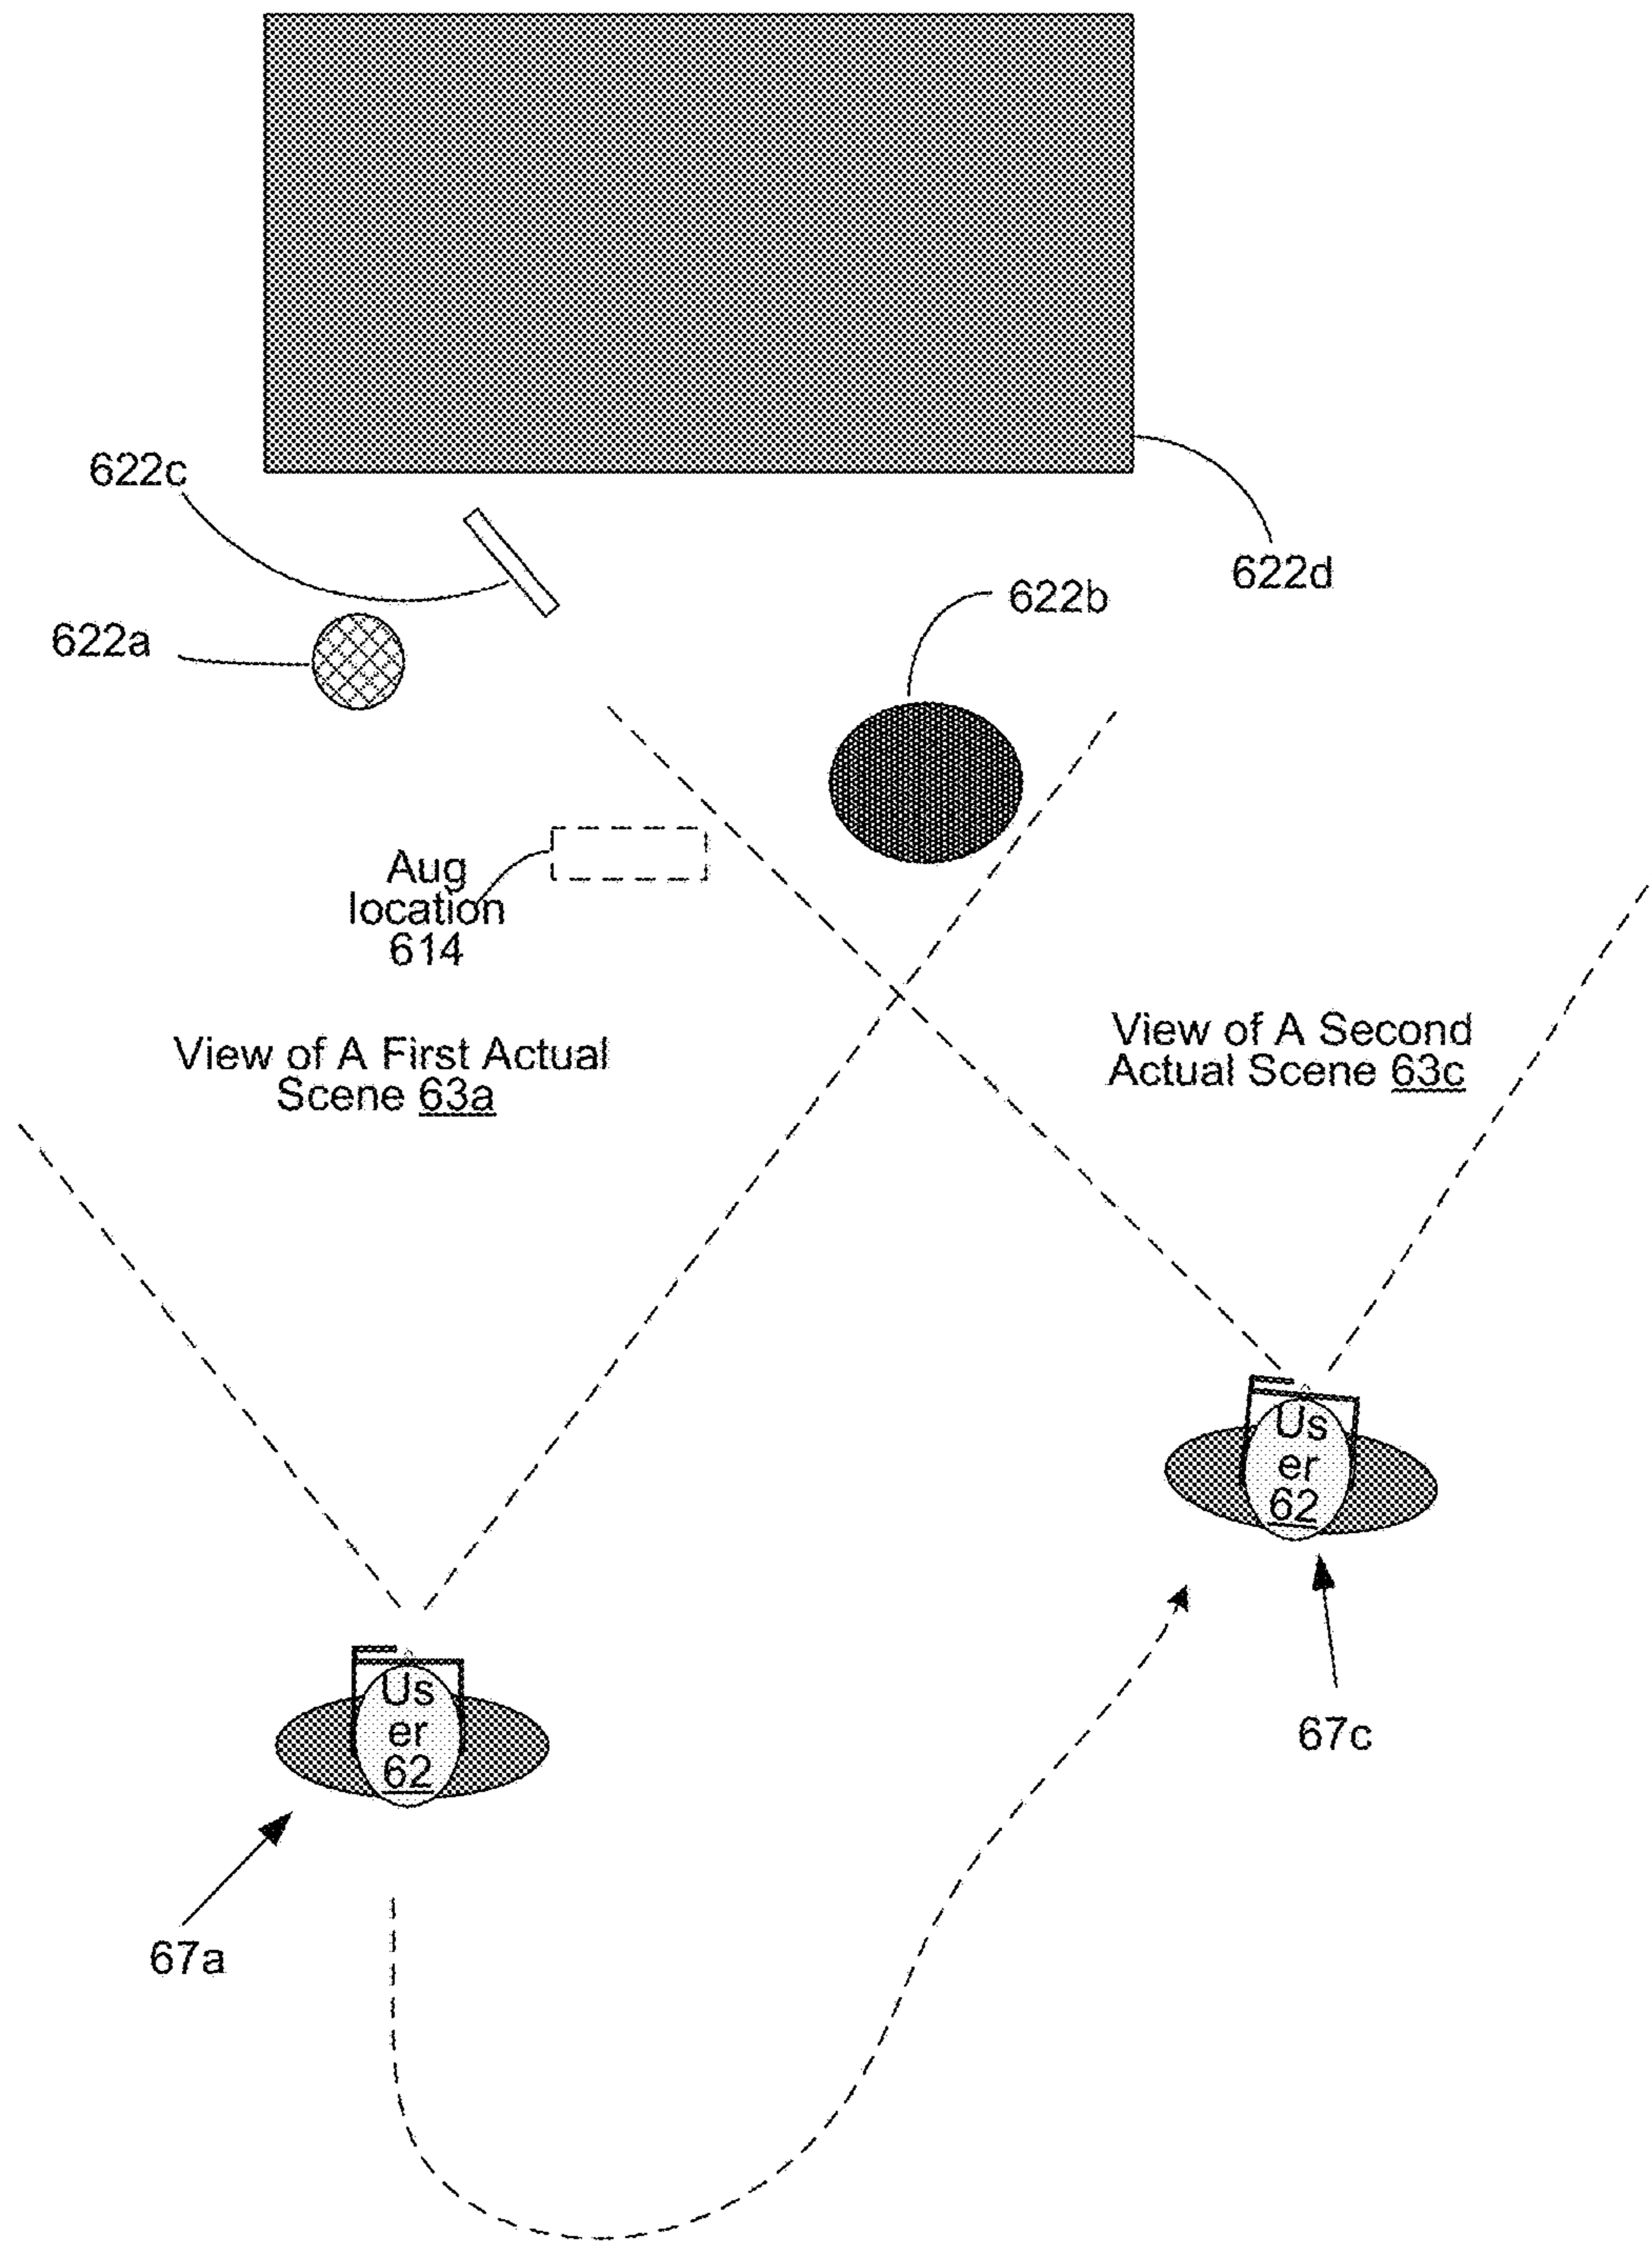 622c
622d
622b
622a
Aug
location
614
View of A First Actual
Scene 63a
View of A Second
Actual Scene 63c
Us
er
62
67c
Us
er
62
67a